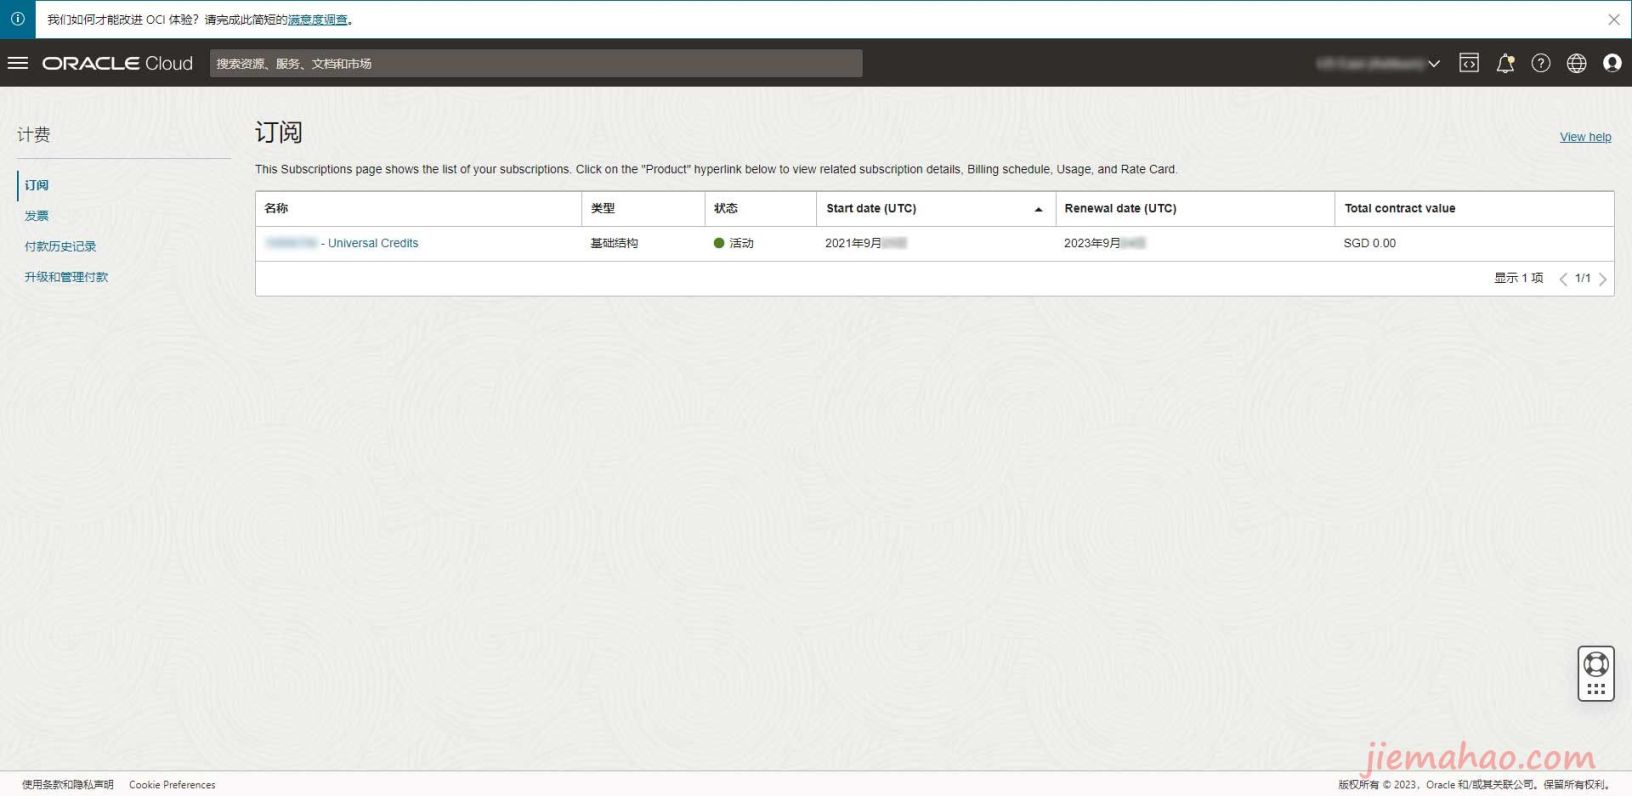 我们如何才能改进 OCI 体验？请完成此简短的满意度调查。
ORACLE Cloud
搜索资源、服务、文档和市场
计费
订阅
发票
付款历史记录
升级和管理付款
订阅
View help
This Subscriptions page shows the list of your subscriptions. Click on the "Product" hyperlink below to view related subscription details, Billing schedule, Usage, and Rate Card.
名称 类型 状态 Start date (UTC) Renewal date (UTC) Total contract value
- Universal Credits 基础结构 活动 2021年9月 2023年9月 SGD 0.00
显示 1 项 1/1
jiemahao.com
使用条款和隐私声明 Cookie Preferences 版权所有 © 2023，Oracle 和/或其关联公司。保留所有权利。